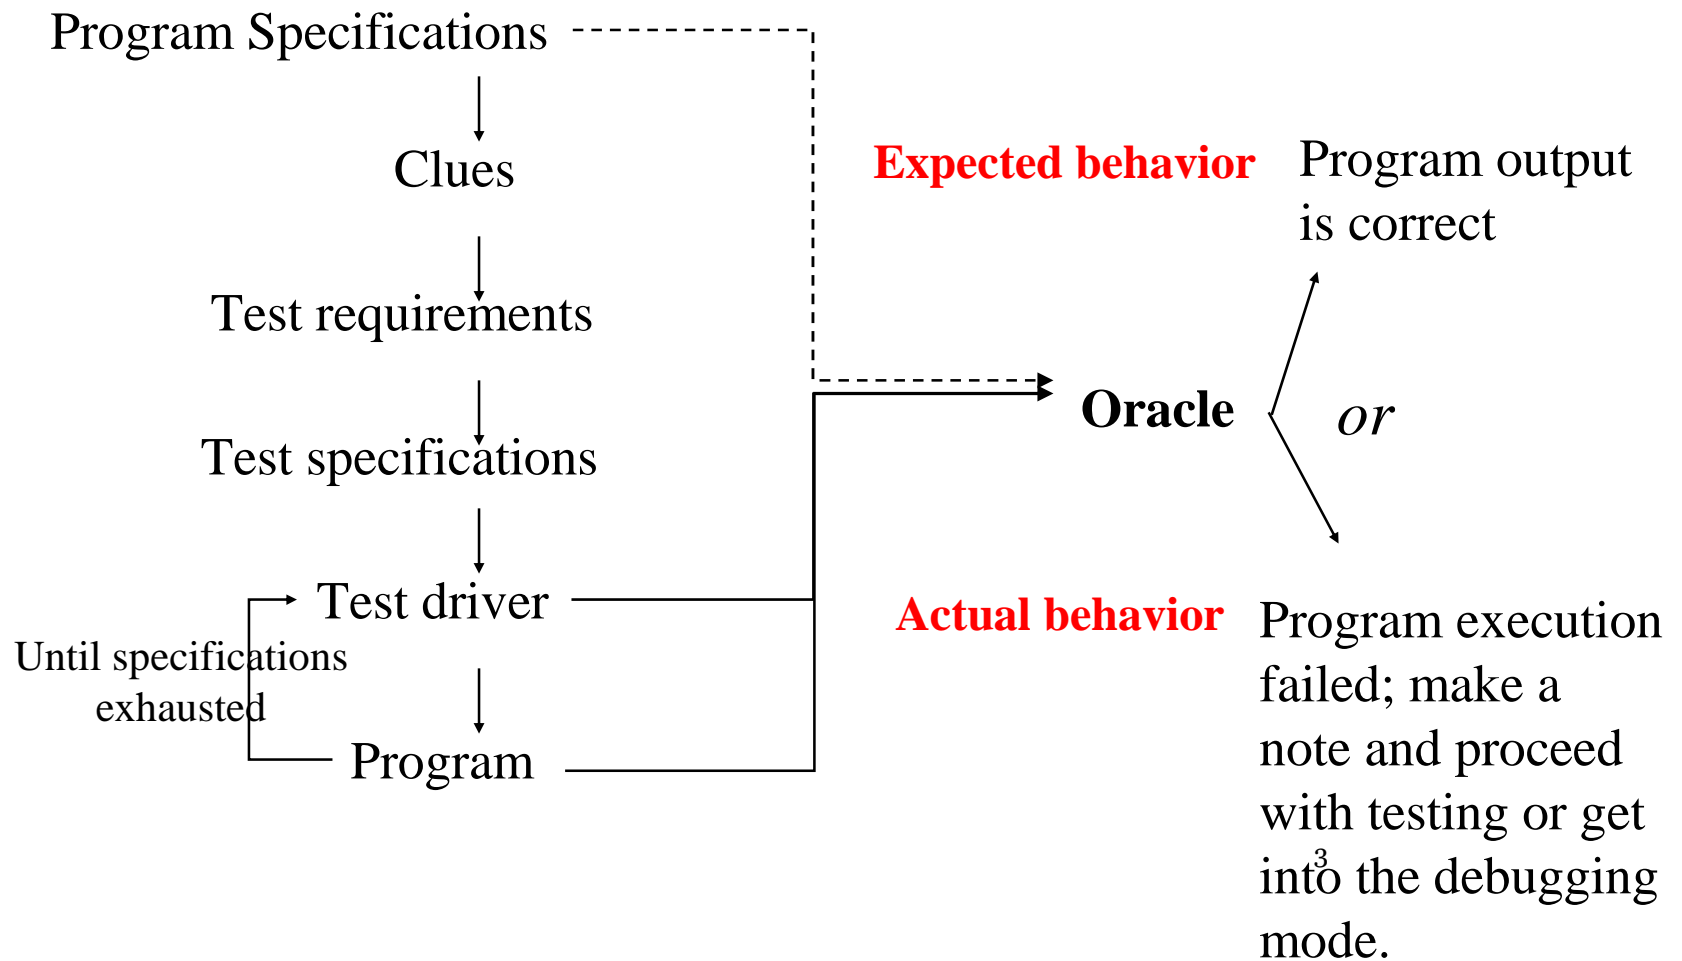 Program Specifications
Clues
Test requirements
Test specifications
Test driver
Until specifications
exhausted
Program
Expected behavior
Program output
is correct
Oracle
or
Actual behavior
Program execution
failed; make a
note and proceed
with testing or get
into the debugging
mode.
3